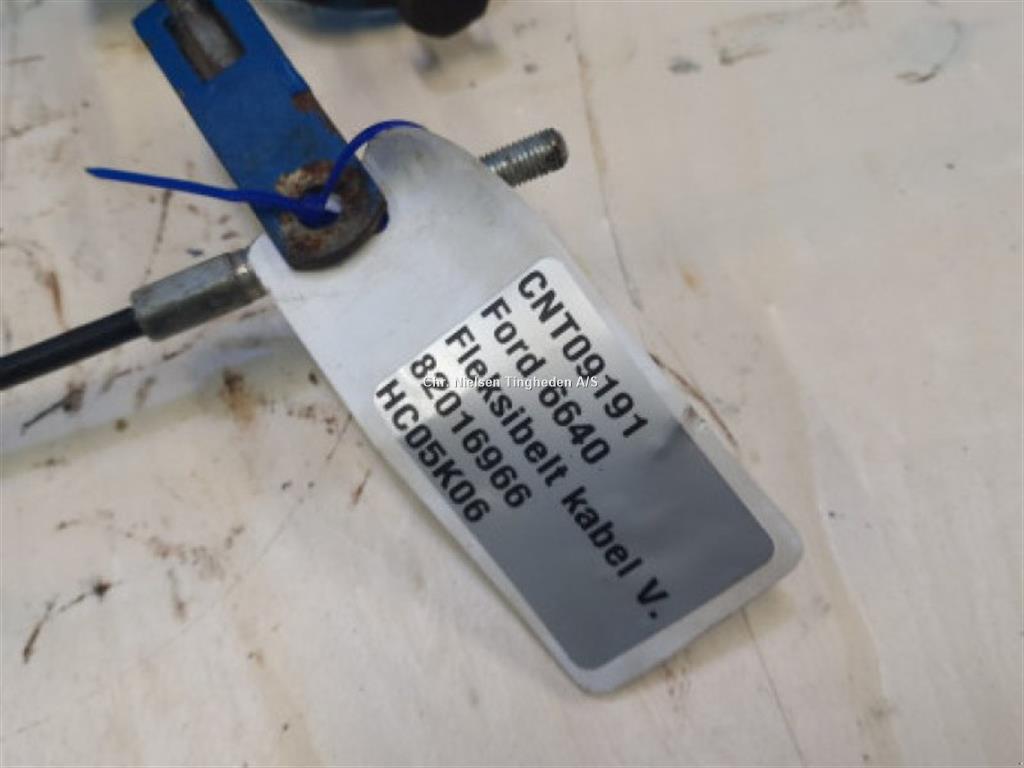 CNT09191
Ford 6640
Fleksibelt kabel V.
82016966
HC05K06
Chr. Nielsen Tingheden A/S